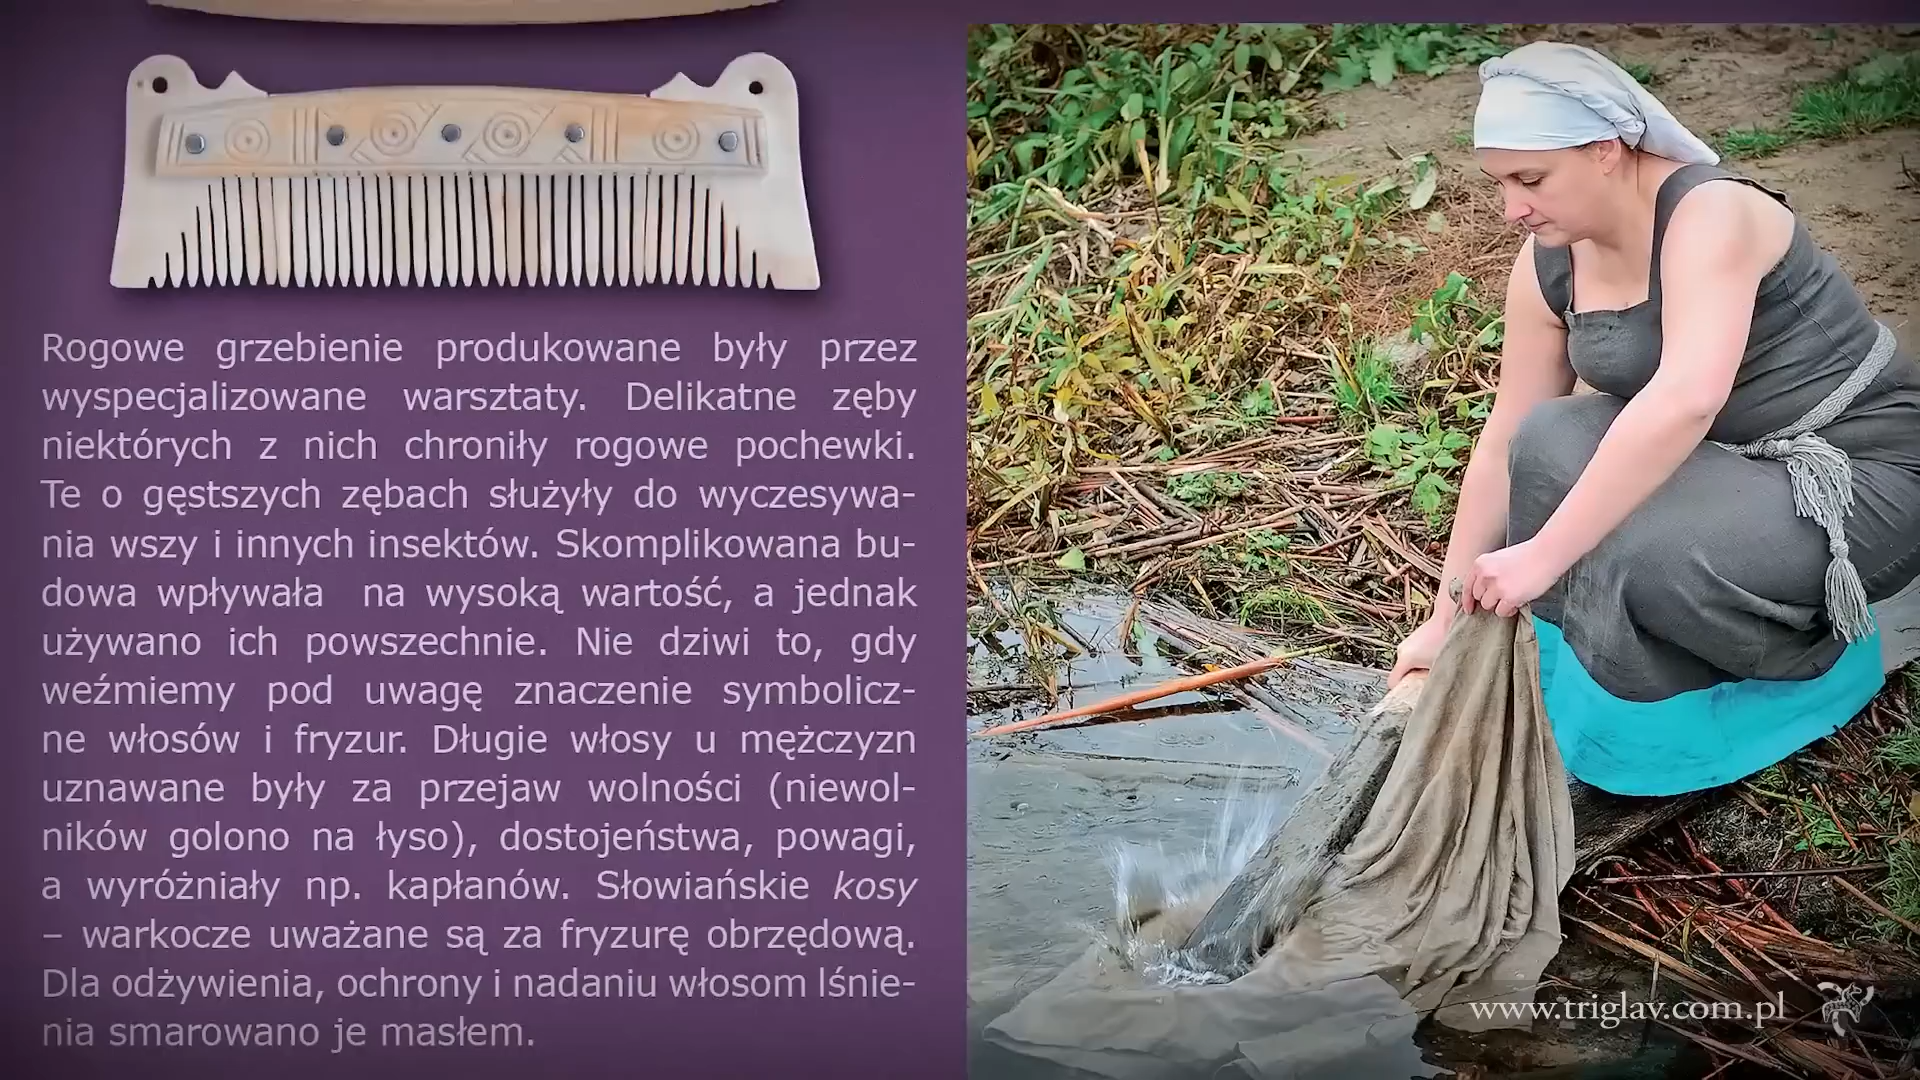 Rogowe grzebienie produkowane były przez
wyspecjalizowane warsztaty. Delikatne zęby
niektórych z nich chroniły rogowe pochewki.
Te o gęstszych zębach służyły do wyczesywa-
nia wszy i innych insektów. Skomplikowana bu-
dowa wpływała na wysoką wartość, a jednak
używano ich powszechnie. Nie dziwi to, gdy
weźmiemy pod uwagę znaczenie symbolicz-
ne włosów i fryzur. Długie włosy u mężczyzn
uznawane były za przejaw wolności (niewol-
ników golono na łyso), dostojeństwa, powagi,
a wyróżniały np. kapłanów. Słowiańskie kosy
– warkocze uważane są za fryzurę obrzędową.
Dla odżywienia, ochrony i nadaniu włosom lśnie-
nia smarowano je masłem.
www.triglav.com.pl